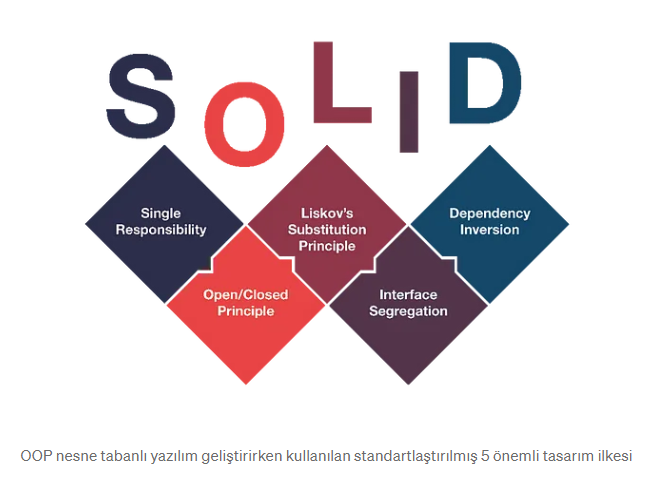 SOLID
Single
Responsibility
Open/Closed
Principle
Liskov's
Substitution
Principle
Interface
Segregation
Dependency
Inversion
OOP nesne tabanlı yazılım geliştirirken kullanılan standartlaştırılmış 5 önemli tasarım ilkesi